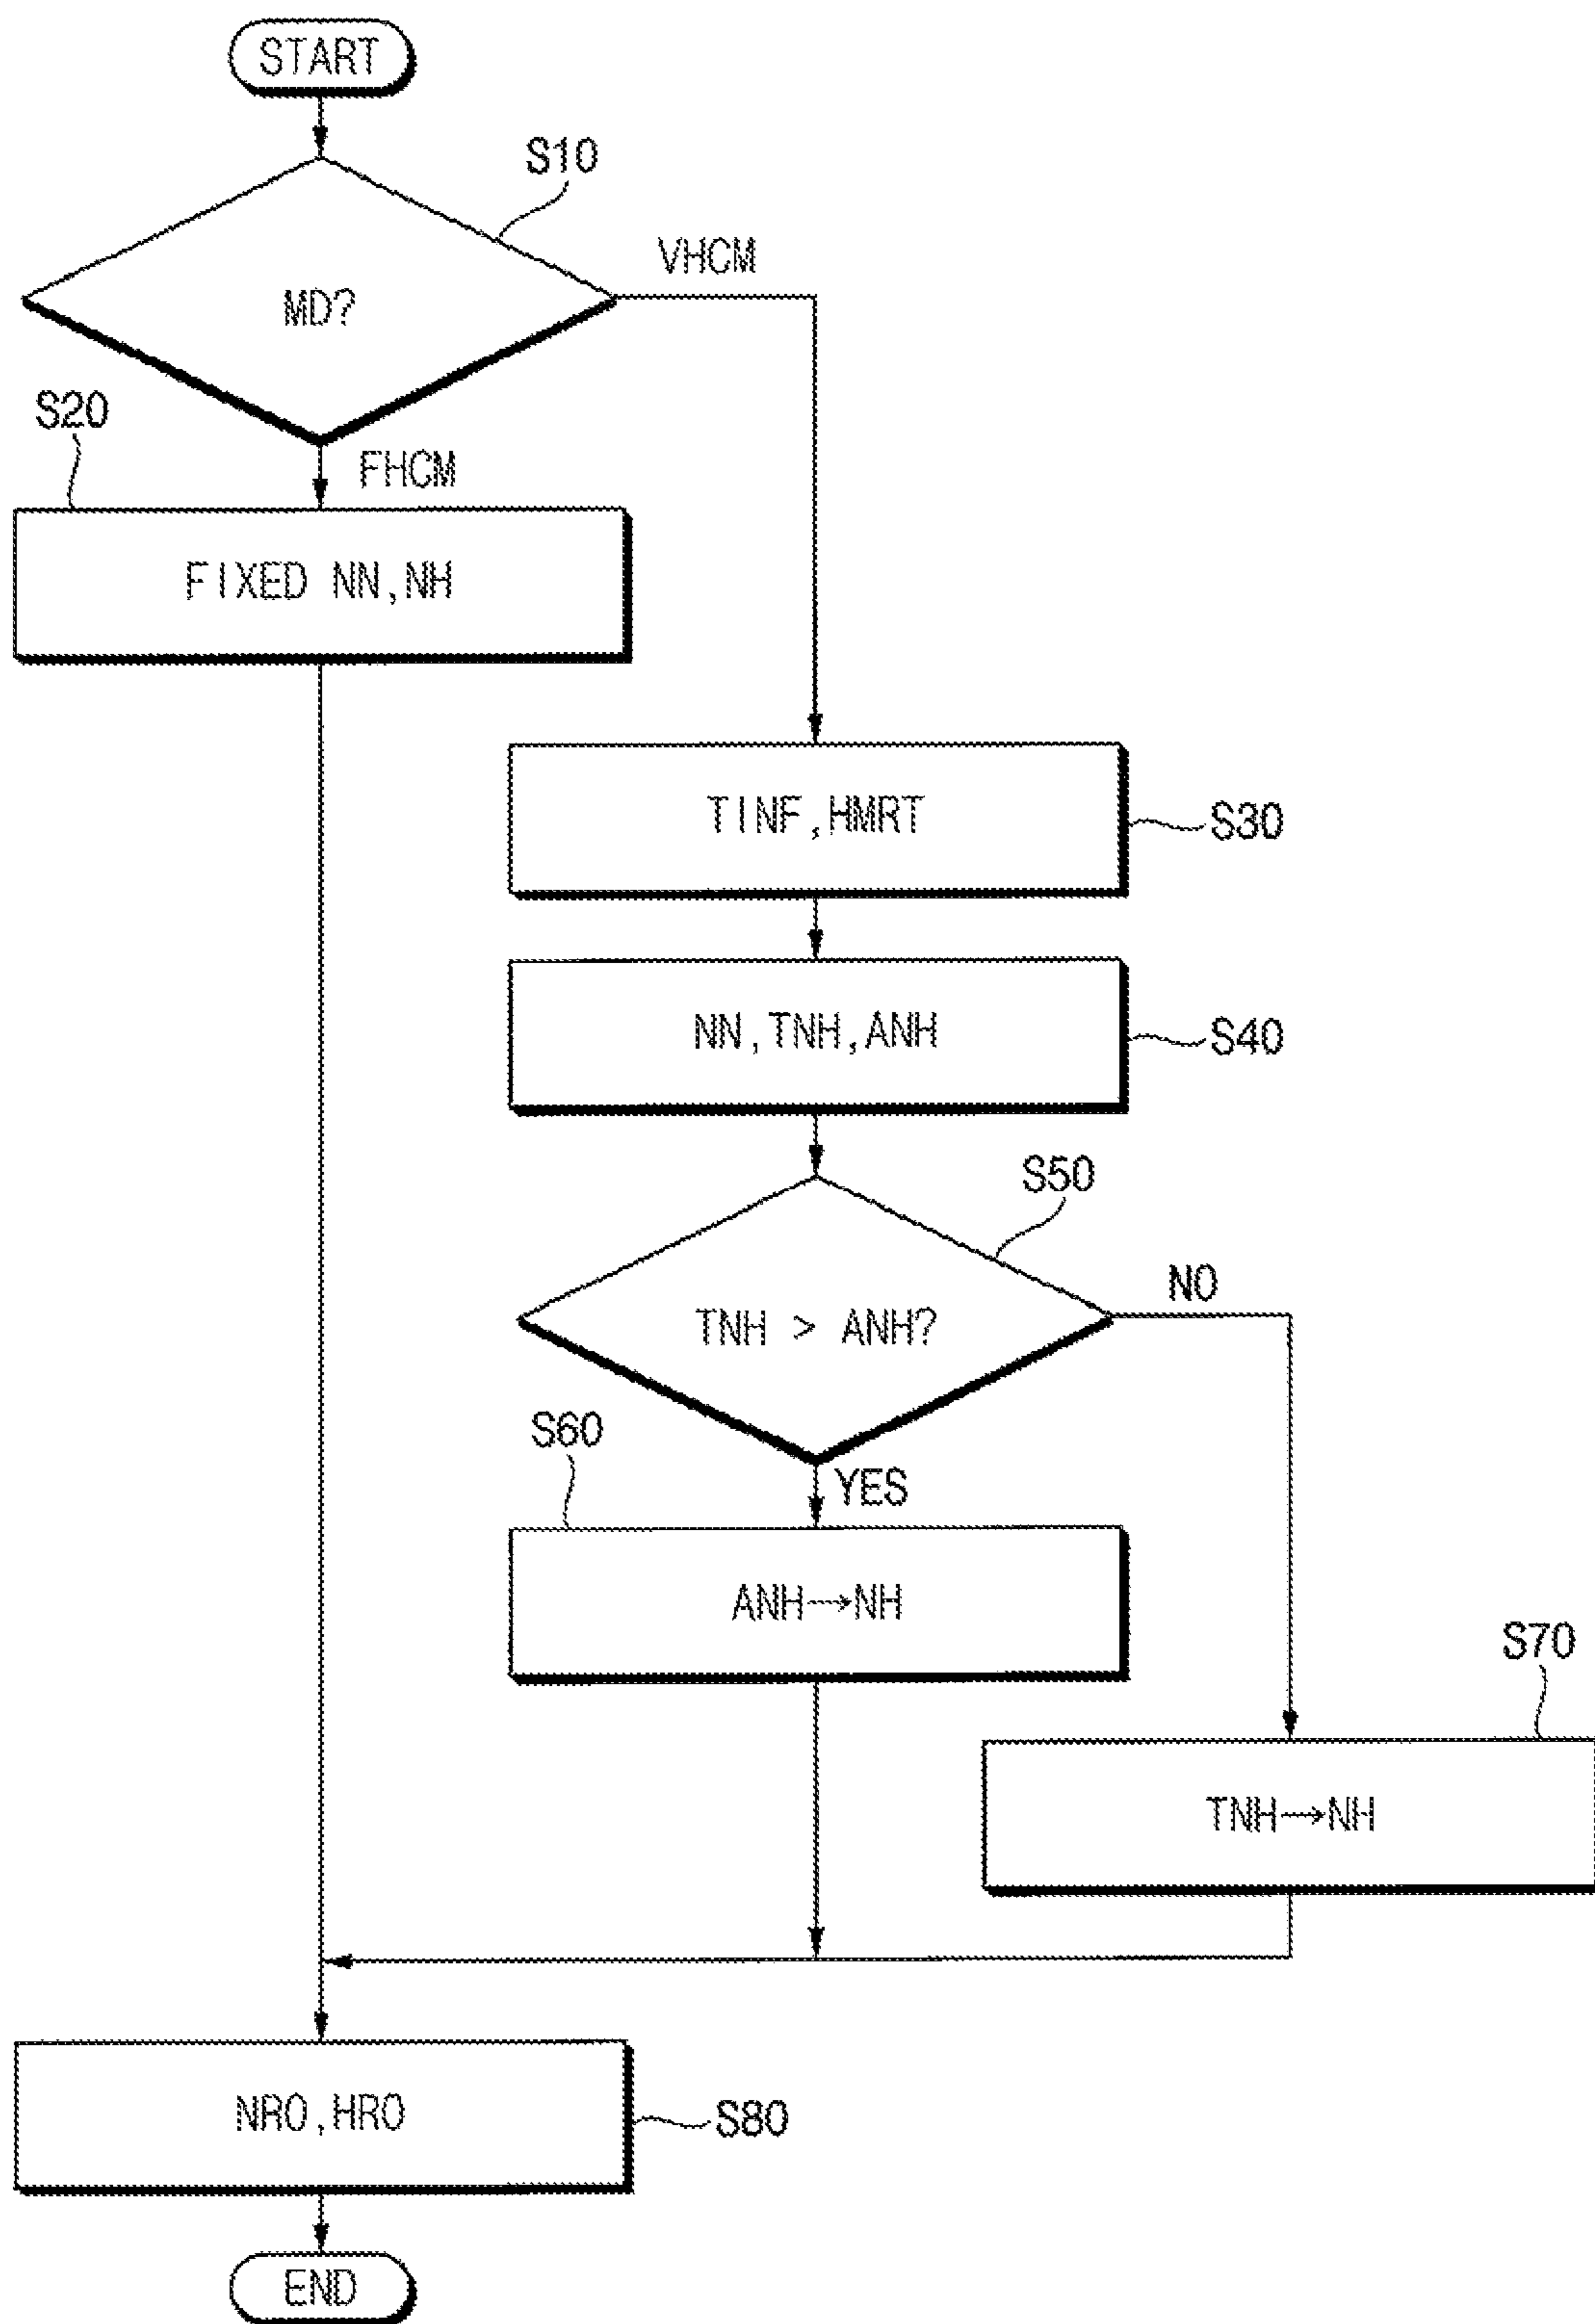 START
S10
VHCM
MD?
S20
FHCM
FIXED NN,NH
TINF,HMRT
S30
NN,TNH,ANH
S40
S50
NO
TNH > ANH?
S60
YES
ANH→NH
S70
TNH→NH
NRO,HRO
S80
END